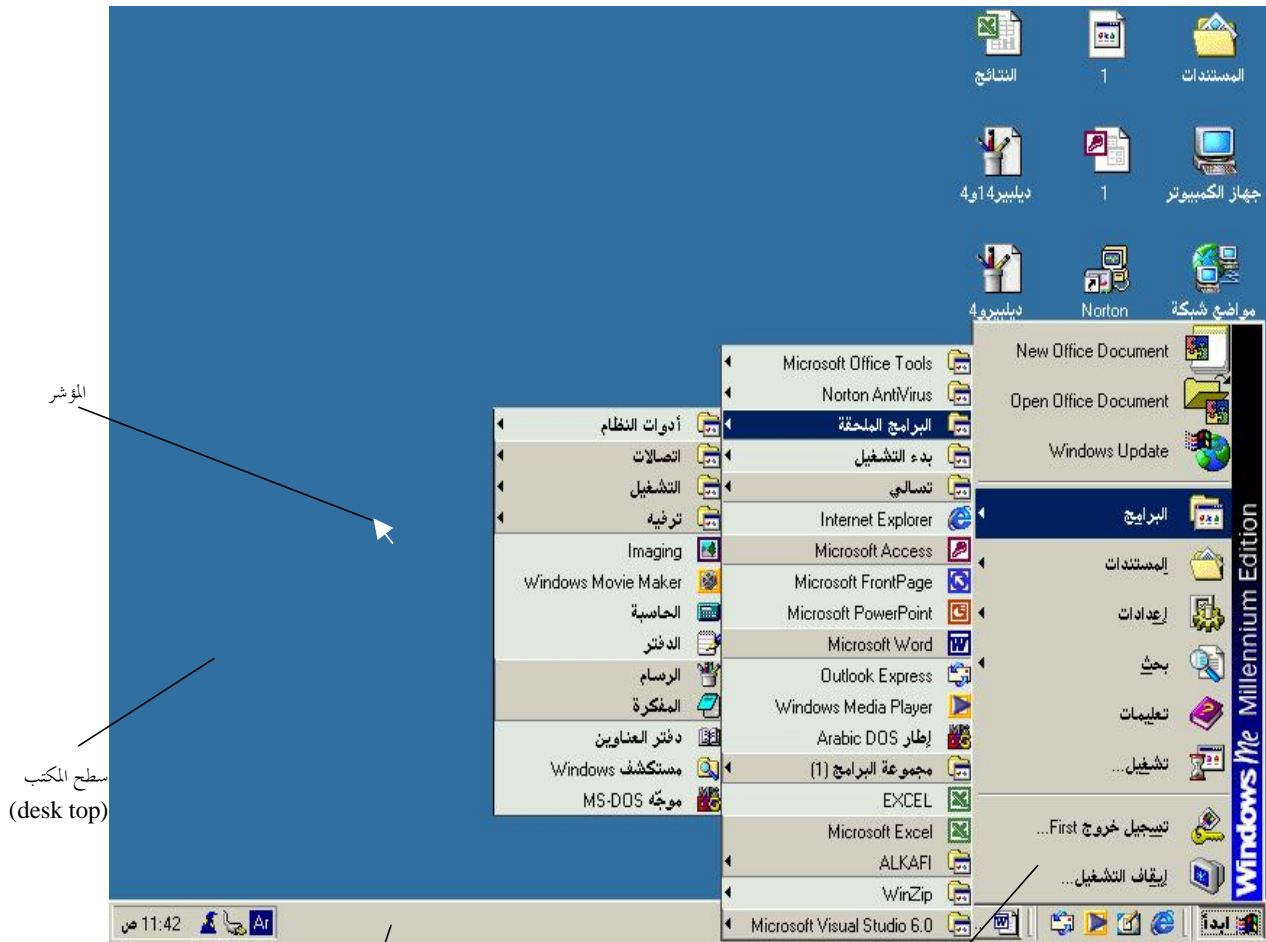 المستندات
1
النتائج
جهاز الكمبيوتر
1
ديلبير14و4
مواضع شبكة
Norton
ديلبيرو4
New Office Document
Open Office Document
Windows Update
البرامج
المستندات
إعدادات
بحث
تعليمات
تشغيل...
تسجيل خروج First...
إيقاف التشغيل...
Windows Me Millennium Edition
Microsoft Office Tools
Norton AntiVirus
البرامج الملحقة
بدء التشغيل
تسالي
Internet Explorer
Microsoft Access
Microsoft FrontPage
Microsoft PowerPoint
Microsoft Word
Outlook Express
Windows Media Player
إطار Arabic DOS
مجموعة البرامج (1)
EXCEL
Microsoft Excel
ALKAFI
WinZip
Microsoft Visual Studio 6.0
أدوات النظام
اتصالات
التشغيل
ترفيه
Imaging
Windows Movie Maker
الحاسبة
الدفتر
الرسام
المفكرة
دفتر العناوين
مستكشف Windows
موجّه MS-DOS
المؤشر
سطح المكتب
(desk top)
ابدأ
Ar
11:42 ص